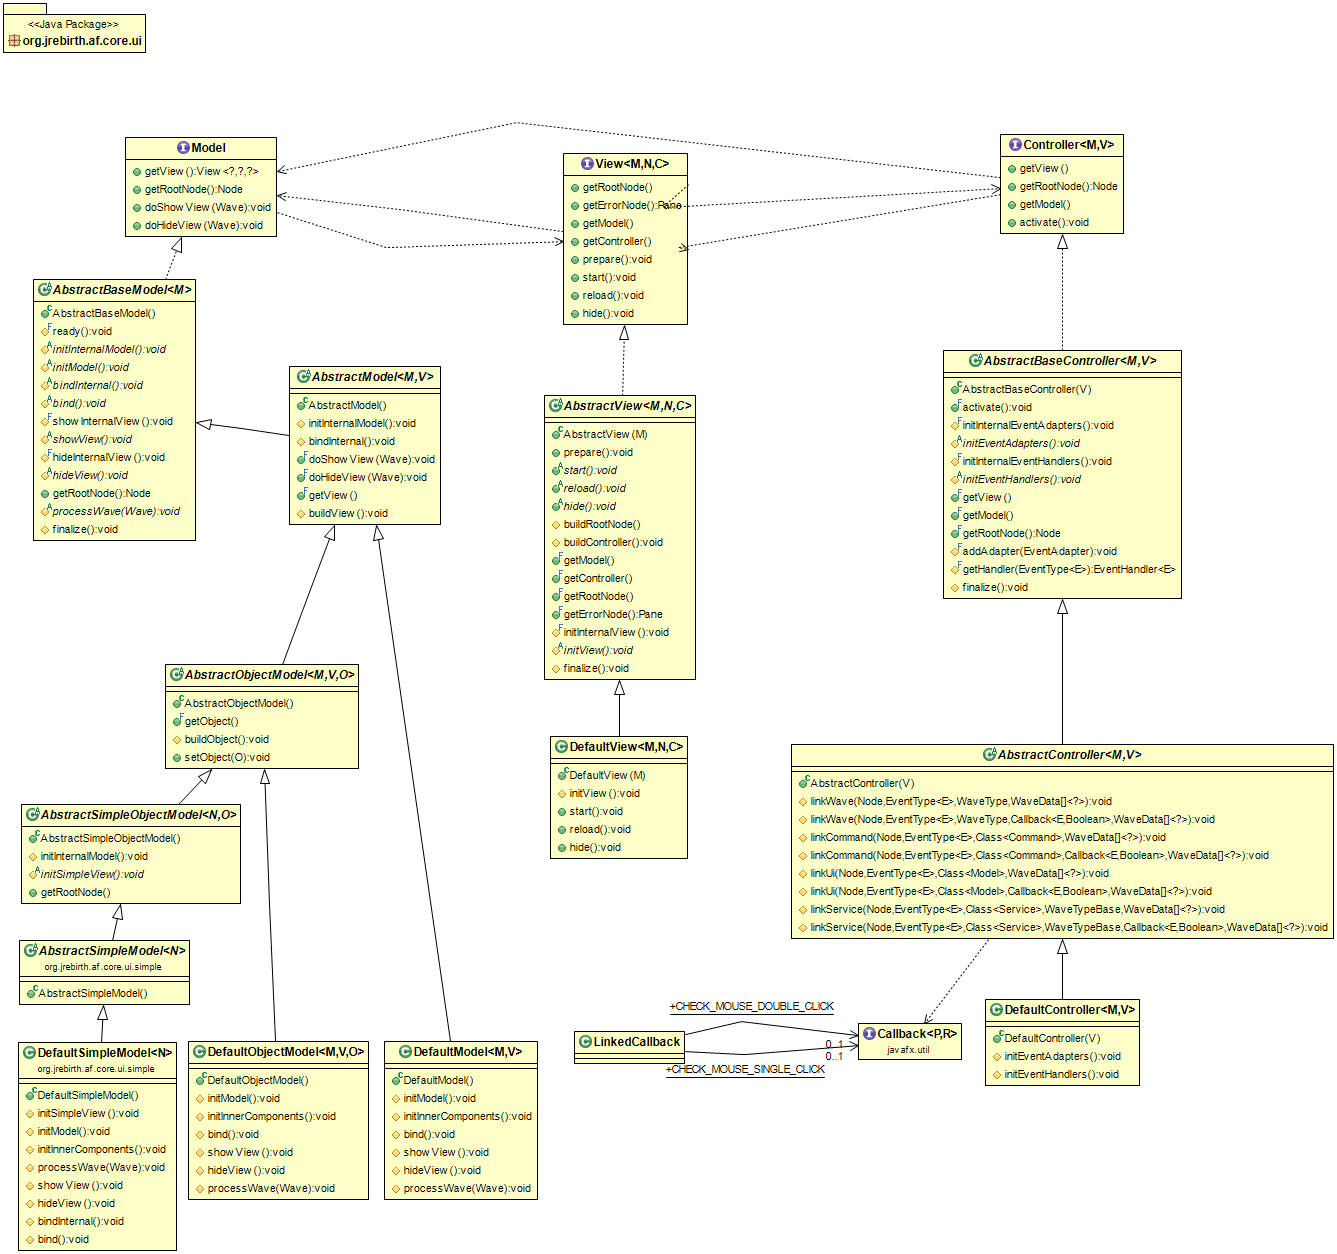 <<Java Package>>
org.jrebirth.af.core.ui
Model
getView ():View <?,?,?>
getRootNode():Node
doShow View (Wave):void
doHideView (Wave):void
View<M,N,C>
getRootNode()
getErrorNode():Pane
getModel()
getController()
prepare():void
start():void
reload():void
hide():void
Controller<M,V>
getView ()
getRootNode():Node
getModel()
activate():void
AbstractBaseModel<M>
AbstractBaseModel()
ready():void
initInternalModel():void
initModel():void
bindInternal():void
bind():void
show InternalView ():void
showView():void
hideInternalView ():void
hideView():void
getRootNode():Node
processWave(Wave):void
finalize():void
AbstractModel<M,V>
AbstractModel()
initInternalModel():void
bindInternal():void
doShow View (Wave):void
doHideView (Wave):void
getView ()
buildView ():void
AbstractView<M,N,C>
AbstractView (M)
prepare():void
start():void
reload():void
hide():void
buildRootNode()
buildController():void
getModel()
getController()
getRootNode()
getErrorNode():Pane
initInternalView ():void
initView():void
finalize():void
AbstractBaseController<M,V>
AbstractBaseController(V)
activate():void
initInternalEventAdapters():void
initEventAdapters():void
initInternalEventHandlers():void
initEventHandlers():void
getView ()
getModel()
getRootNode():Node
addAdapter(EventAdapter):void
getHandler(EventType<E>):EventHandler<E>
finalize():void
AbstractObjectModel<M,V,O>
AbstractObjectModel()
getObject()
buildObject():void
setObject(O):void
DefaultView<M,N,C>
DefaultView (M)
initView ():void
start():void
reload():void
hide():void
AbstractController<M,V>
AbstractController(V)
linkWave(Node,EventType<E>,WaveType,WaveData[]<?>):void
linkWave(Node,EventType<E>,WaveType,Callback<E,Boolean>,WaveData[]<?>):void
linkCommand(Node,EventType<E>,Class<Command>,WaveData[]<?>):void
linkCommand(Node,EventType<E>,Class<Command>,Callback<E,Boolean>,WaveData[]<?>):void
linkUi(Node,EventType<E>,Class<Model>,WaveData[]<?>):void
linkUi(Node,EventType<E>,Class<Model>,Callback<E,Boolean>,WaveData[]<?>):void
linkService(Node,EventType<E>,Class<Service>,WaveTypeBase,WaveData[]<?>):void
linkService(Node,EventType<E>,Class<Service>,WaveTypeBase,Callback<E,Boolean>,WaveData[]<?>):void
AbstractSimpleObjectModel<N,O>
AbstractSimpleObjectModel()
initInternalModel():void
initSimpleView():void
getRootNode()
AbstractSimpleModel<N>
org.jrebirth.af.core.ui.simple
AbstractSimpleModel()
DefaultSimpleModel<N>
org.jrebirth.af.core.ui.simple
DefaultSimpleModel()
initSimpleView ():void
initModel():void
initInnerComponents():void
processWave(Wave):void
show View ():void
hideView ():void
bindInternal():void
bind():void
DefaultObjectModel<M,V,O>
DefaultObjectModel()
initModel():void
initInnerComponents():void
bind():void
show View ():void
hideView ():void
processWave(Wave):void
DefaultModel<M,V>
DefaultModel()
initModel():void
initInnerComponents():void
bind():void
show View ():void
hideView ():void
processWave(Wave):void
+CHECK_MOUSE_DOUBLE_CLICK
LinkedCallback
0..1
0..1
+CHECK_MOUSE_SINGLE_CLICK
Callback<P,R>
javafx.util
DefaultController<M,V>
DefaultController(V)
initEventAdapters():void
initEventHandlers():void